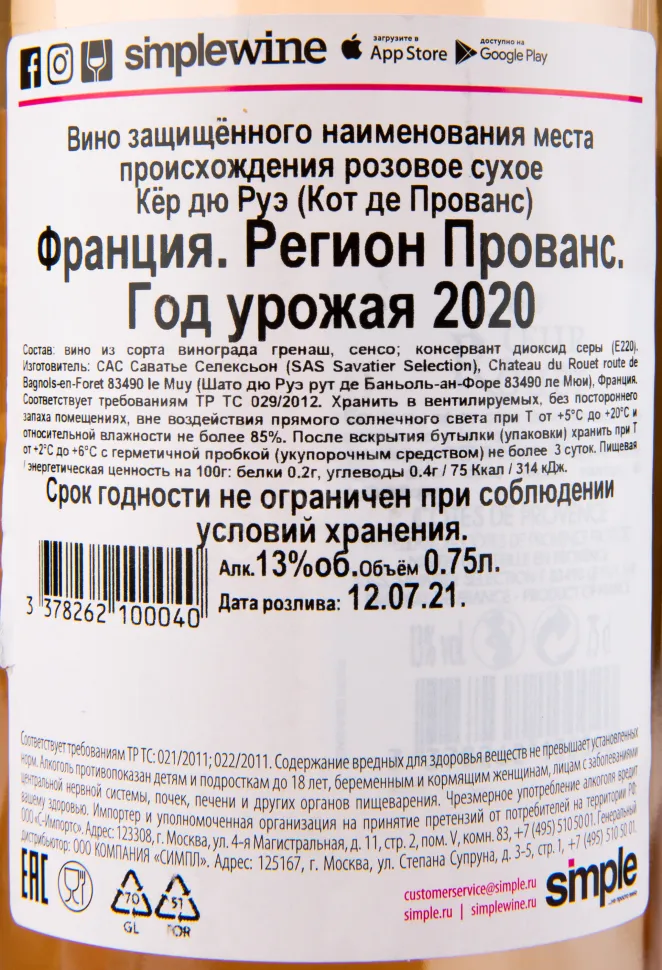 simplewine загрузите в App Store доступно на Google Play
Вино защищённого наименования места
происхождения розовое сухое
Кёр дю Руэ (Кот де Прованс)
Франция. Регион Прованс.
Год урожая 2020
Состав: вино из сорта винограда гренаш, сенсо; консервант диоксид серы (Е220).
Изготовитель: САС Саватье Селексьон (SAS Savatier Selection), Chateau du Rouet route de
Bagnols-en-Foret 83490 le Muy (Шато дю Руэ рут де Баньоль-ан-Форе 83490 ле Мюи), Франция.
Соответствует требованиям ТР ТС 029/2012. Хранить в вентилируемых, без постороннего
запаха помещениях, вне воздействия прямого солнечного света при Т от +5°С до +20°С и
относительной влажности не более 85%. После вскрытия бутылки (упаковки) хранить при Т
от +2°С до +6°С с герметичной пробкой (укупорочным средством) не более 3 суток. Пищевая
/ энергетическая ценность на 100г: белки 0.2г, углеводы 0.4г / 75 Ккал / 314 кДж.
Срок годности не ограничен при соблюдении
условий хранения.
Алк.13%об.Объём 0.75л.
Дата розлива: 12.07.21.
3 378262 100040
Соответствует требованиям ТР ТС: 021/2011; 022/2011. Содержание вредных для здоровья веществ не превышает установленных
норм. Алкоголь противопоказан детям и подросткам до 18 лет, беременным и кормящим женщинам, лицам с заболеваниями
центральной нервной системы, почек, печени и других органов пищеварения. Чрезмерное употребление алкоголя вредит
вашему здоровью. Импортер и уполномоченная организация на принятие претензий от потребителей на территории РФ:
ООО «С-Импортс». Адрес: 123308, г. Москва, ул. 4-я Магистральная, д. 11, стр. 2, пом. V, комн. 83, +7 (495) 510 50 01. Генеральный
дистрибьютор: ООО КОМПАНИЯ «СИМПЛ». Адрес: 125167, г. Москва, ул. Степана Супруна, д. 3-5, стр. 1, +7 (495) 510 50 01.
EAC
70
GL
51
FOR
customerservice@simple.ru
simple.ru | simplewine.ru
simple